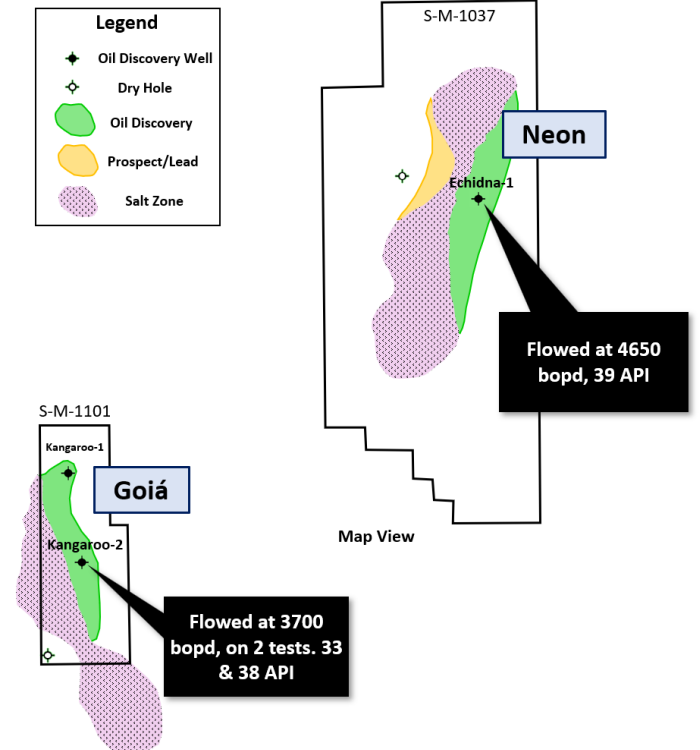 Legend
Oil Discovery Well
Dry Hole
Oil Discovery
Prospect/Lead
Salt Zone
S-M-1037
Neon
Echidna-1
Flowed at 4650
bopd, 39 API
S-M-1101
Kangaroo-1
Goiá
Kangaroo-2
Map View
Flowed at 3700
bopd, on 2 tests. 33
& 38 API